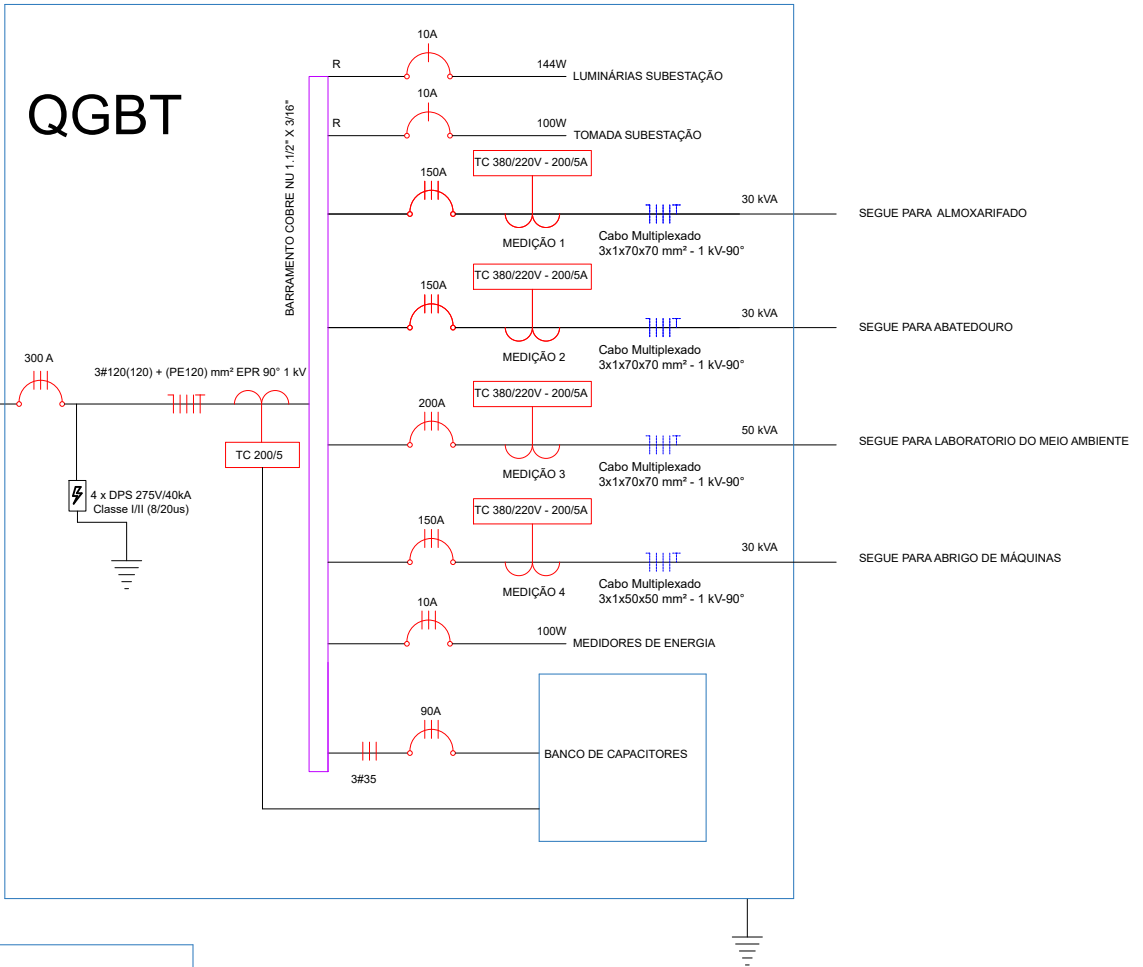 QGBT
BARRAMENTO COBRE NU 1.1/2" X 3/16"
10A
R
144W
LUMINÁRIAS SUBESTAÇÃO
10A
R
100W
TOMADA SUBESTAÇÃO
TC 380/220V - 200/5A
150A
30 kVA
SEGUE PARA ALMOXARIFADO
MEDIÇÃO 1
Cabo Multiplexado
3x1x70x70 mm² - 1 kV-90°
TC 380/220V - 200/5A
150A
30 kVA
SEGUE PARA ABATEDOURO
MEDIÇÃO 2
Cabo Multiplexado
3x1x70x70 mm² - 1 kV-90°
300 A
3#120(120) + (PE120) mm² EPR 90° 1 kV
TC 200/5
4 x DPS 275V/40kA
Classe I/II (8/20us)
TC 380/220V - 200/5A
200A
50 kVA
SEGUE PARA LABORATORIO DO MEIO AMBIENTE
MEDIÇÃO 3
Cabo Multiplexado
3x1x70x70 mm² - 1 kV-90°
TC 380/220V - 200/5A
150A
30 kVA
SEGUE PARA ABRIGO DE MÁQUINAS
MEDIÇÃO 4
Cabo Multiplexado
3x1x50x50 mm² - 1 kV-90°
10A
100W
MEDIDORES DE ENERGIA
90A
3#35
BANCO DE CAPACITORES